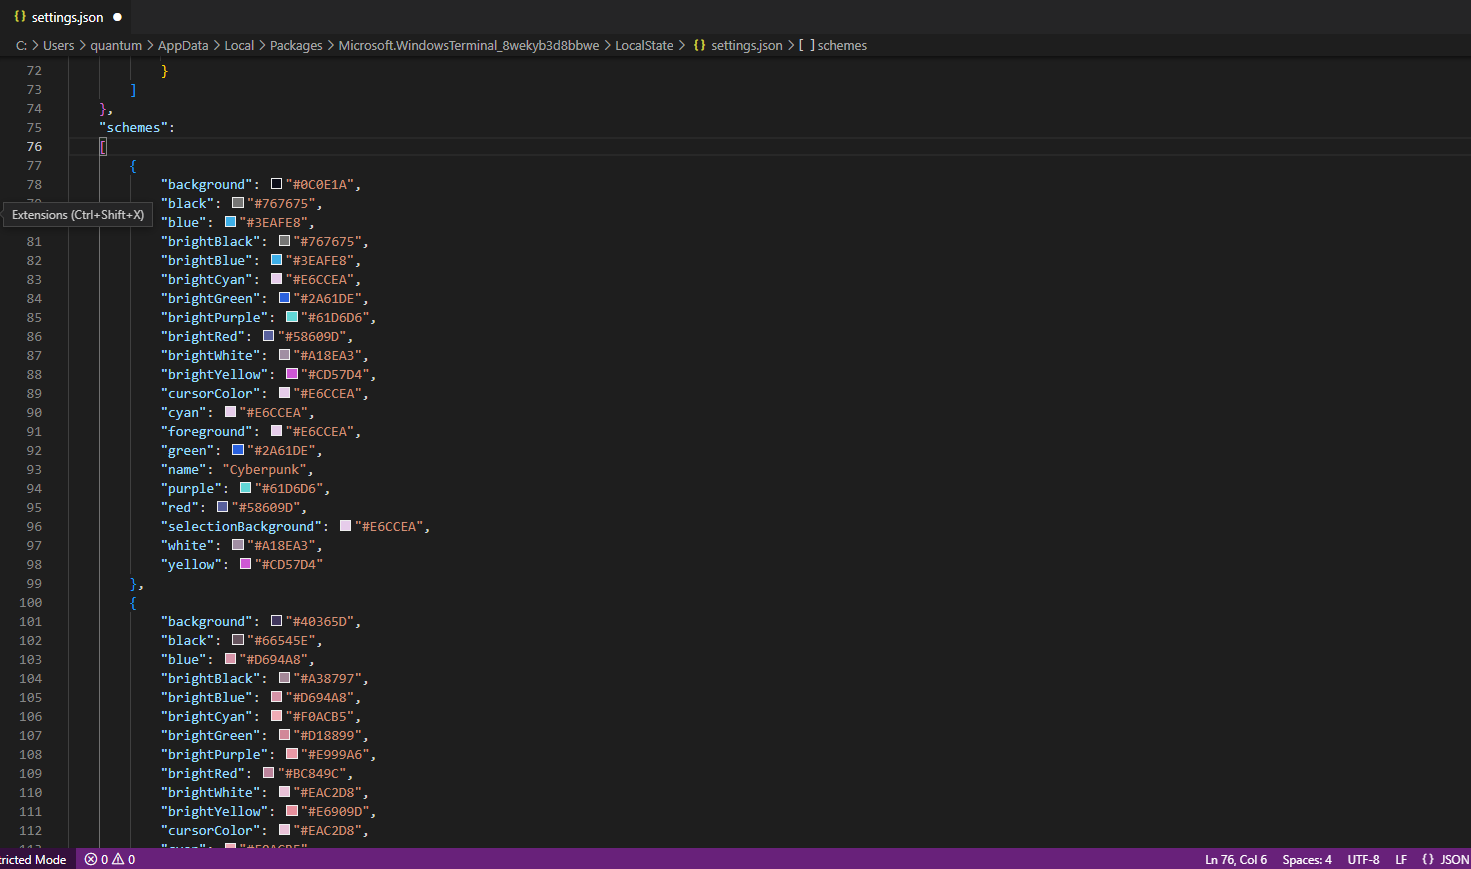 {} settings.json ●
C: > Users > quantum > AppData > Local > Packages > Microsoft.WindowsTerminal_8wekyb3d8bbwe > LocalState > {} settings.json > [ ] schemes
72 }
73 ]
74 },
75 "schemes":
76 [
77 {
78 "background": "#0C0E1A",
"black": "#767675",
Extensions (Ctrl+Shift+X)
"blue": "#3EAFE8",
81 "brightBlack": "#767675",
82 "brightBlue": "#3EAFE8",
83 "brightCyan": "#E6CCEA",
84 "brightGreen": "#2A61DE",
85 "brightPurple": "#61D6D6",
86 "brightRed": "#58609D",
87 "brightWhite": "#A18EA3",
88 "brightYellow": "#CD57D4",
89 "cursorColor": "#E6CCEA",
90 "cyan": "#E6CCEA",
91 "foreground": "#E6CCEA",
92 "green": "#2A61DE",
93 "name": "Cyberpunk",
94 "purple": "#61D6D6",
95 "red": "#58609D",
96 "selectionBackground": "#E6CCEA",
97 "white": "#A18EA3",
98 "yellow": "#CD57D4"
99 },
100 {
101 "background": "#40365D",
102 "black": "#66545E",
103 "blue": "#D694A8",
104 "brightBlack": "#A38797",
105 "brightBlue": "#D694A8",
106 "brightCyan": "#F0ACB5",
107 "brightGreen": "#D18899",
108 "brightPurple": "#E999A6",
109 "brightRed": "#BC849C",
110 "brightWhite": "#EAC2D8",
111 "brightYellow": "#E6909D",
112 "cursorColor": "#EAC2D8",
tricted Mode 0 0 Ln 76, Col 6 Spaces: 4 UTF-8 LF {} JSON